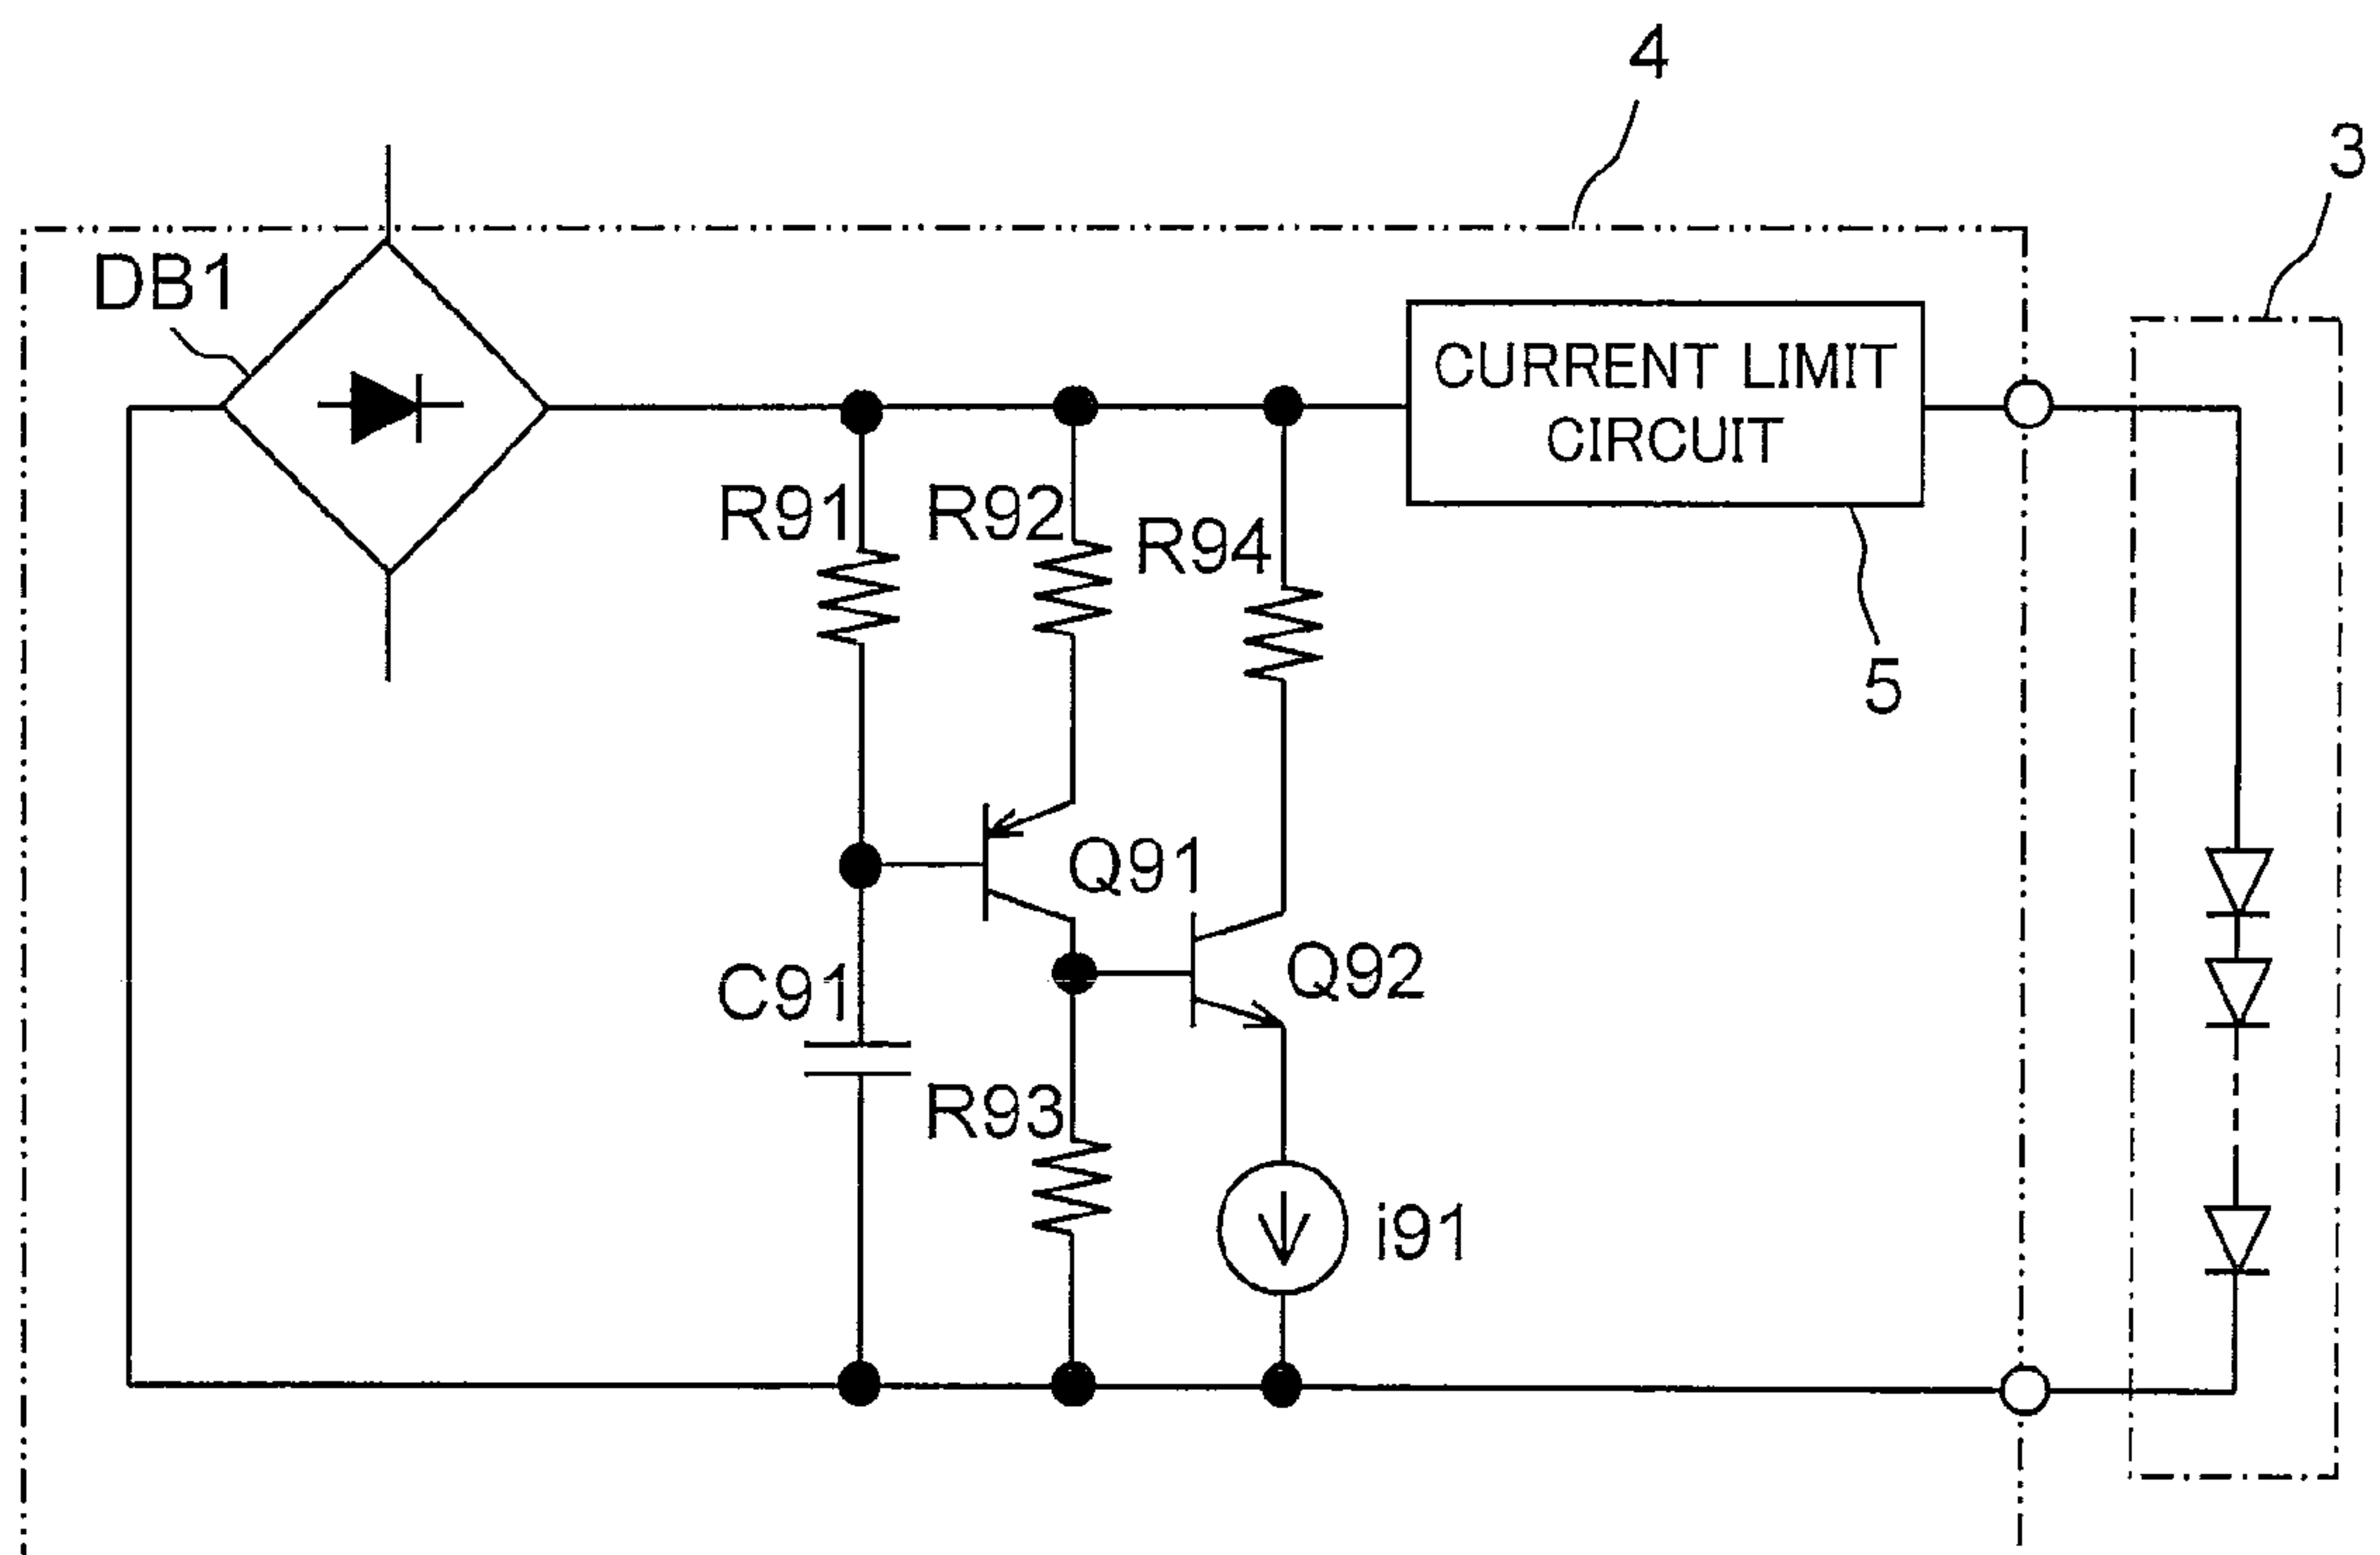 4
3
DB1
CURRENT LIMIT
CIRCUIT
R91
R92
R94
5
Q91
Q92
C91
R93
i91